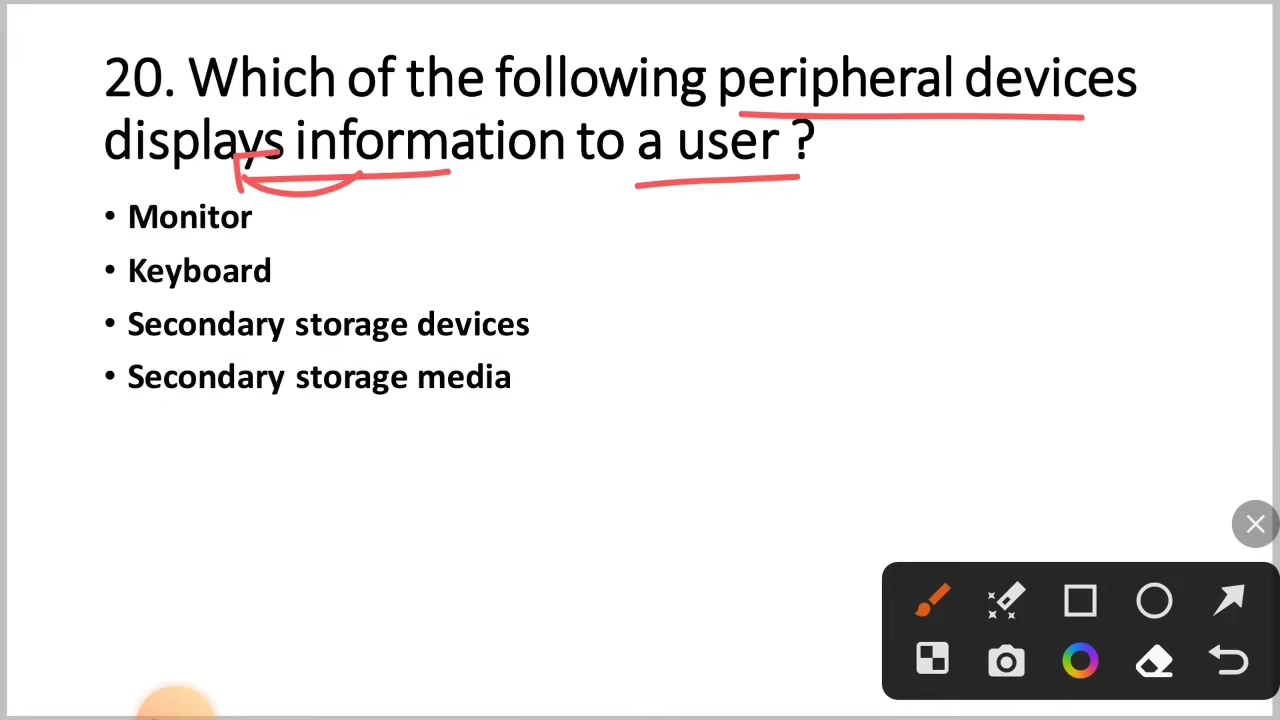 20. Which of the following peripheral devices
displays information to a user ?
• Monitor
• Keyboard
• Secondary storage devices
• Secondary storage media